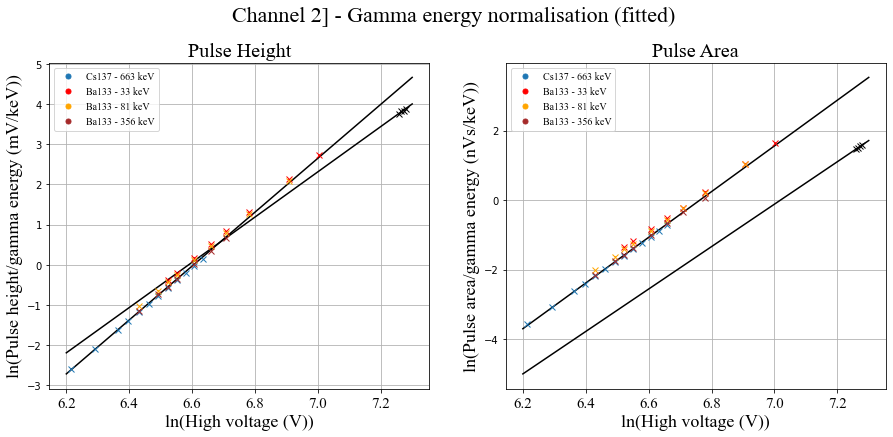 Channel 2] - Gamma energy normalisation (fitted)
Pulse Height
ln(Pulse height/gamma energy (mV/keV))
5
4
3
2
1
0
−1
−2
−3
Cs137 - 663 keV
Ba133 - 33 keV
Ba133 - 81 keV
Ba133 - 356 keV
6.2 6.4 6.6 6.8 7.0 7.2
ln(High voltage (V))
Pulse Area
ln(Pulse area/gamma energy (nVs/keV))
2
0
−2
−4
Cs137 - 663 keV
Ba133 - 33 keV
Ba133 - 81 keV
Ba133 - 356 keV
6.2 6.4 6.6 6.8 7.0 7.2
ln(High voltage (V))